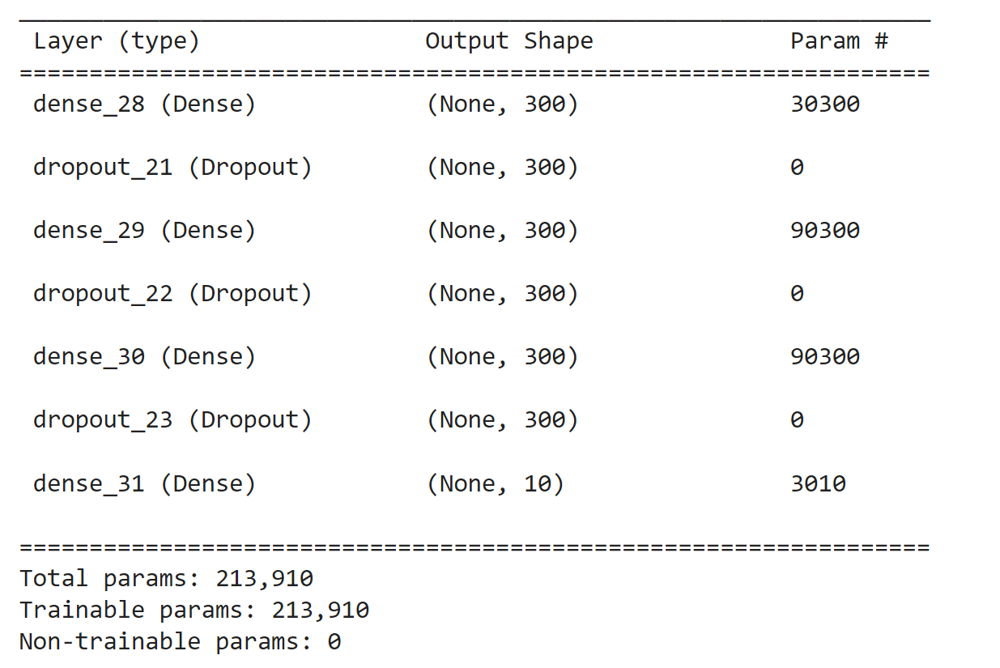 Layer (type) Output Shape Param #
=================================================================
dense_28 (Dense) (None, 300) 30300
dropout_21 (Dropout) (None, 300) 0
dense_29 (Dense) (None, 300) 90300
dropout_22 (Dropout) (None, 300) 0
dense_30 (Dense) (None, 300) 90300
dropout_23 (Dropout) (None, 300) 0
dense_31 (Dense) (None, 10) 3010
=================================================================
Total params: 213,910
Trainable params: 213,910
Non-trainable params: 0